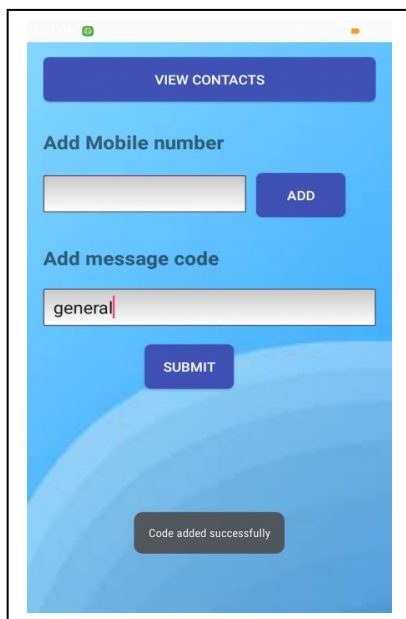 VIEW CONTACTS
Add Mobile number
ADD
Add message code
general
SUBMIT
Code added successfully